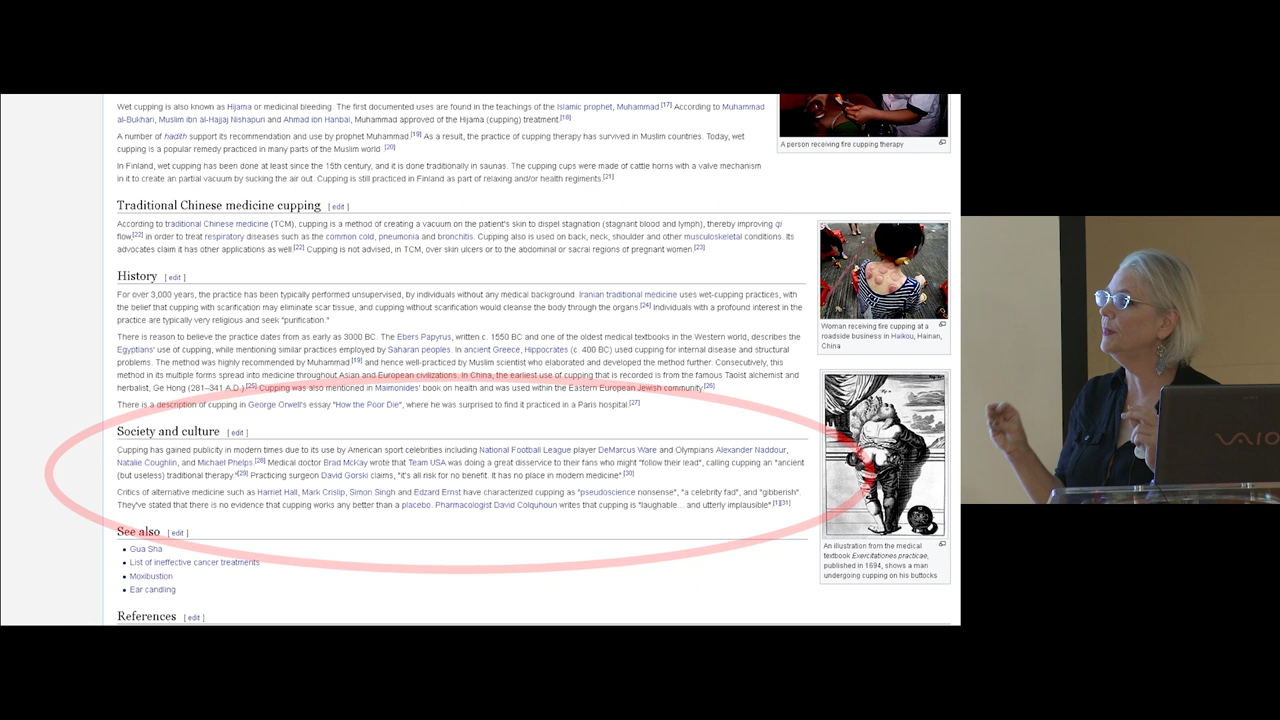 Wet cupping is also known as Hijama or medicinal bleeding. The first documented uses are found in the teachings of the Islamic prophet, Muhammad.[17] According to Muhammad
al-Bukhari, Muslim ibn al-Hajjaj Nishapuri and Ahmad ibn Hanbal, Muhammad approved of the Hijama (cupping) treatment.[18]
A number of hadith support its recommendation and use by prophet Muhammad.[19] As a result, the practice of cupping therapy has survived in Muslim countries. Today, wet
cupping is a popular remedy practiced in many parts of the Muslim world. [20]
In Finland, wet cupping has been done at least since the 15th century, and it is done traditionally in saunas. The cupping cups were made of cattle horns with a valve mechanism
in it to create an partial vacuum by sucking the air out. Cupping is still practiced in Finland as part of relaxing and/or health regiments.[21]
A person receiving fire cupping therapy
Traditional Chinese medicine cupping [ edit ]
According to traditional Chinese medicine (TCM), cupping is a method of creating a vacuum on the patient's skin to dispel stagnation (stagnant blood and lymph), thereby improving qi
flow,[22] in order to treat respiratory diseases such as the common cold, pneumonia and bronchitis. Cupping also is used on back, neck, shoulder and other musculoskeletal conditions. Its
advocates claim it has other applications as well.[22] Cupping is not advised, in TCM, over skin ulcers or to the abdominal or sacral regions of pregnant women.[23]
History [ edit ]
For over 3,000 years, the practice has been typically performed unsupervised, by individuals without any medical background. Iranian traditional medicine uses wet-cupping practices, with
the belief that cupping with scarification may eliminate scar tissue, and cupping without scarification would cleanse the body through the organs.[24] Individuals with a profound interest in the
practice are typically very religious and seek "purification."
There is reason to believe the practice dates from as early as 3000 BC. The Ebers Papyrus, written c. 1550 BC and one of the oldest medical textbooks in the Western world, describes the
Egyptians' use of cupping, while mentioning similar practices employed by Saharan peoples. In ancient Greece, Hippocrates (c. 400 BC) used cupping for internal disease and structural
problems. The method was highly recommended by Muhammad[19] and hence well-practiced by Muslim scientist who elaborated and developed the method further. Consecutively, this
method in its multiple forms spread into medicine throughout Asian and European civilizations. In China, the earliest use of cupping that is recorded is from the famous Taoist alchemist and
herbalist, Ge Hong (281–341 A.D.).[25] Cupping was also mentioned in Maimonides' book on health and was used within the Eastern European Jewish community.[26]
There is a description of cupping in George Orwell's essay "How the Poor Die", where he was surprised to find it practiced in a Paris hospital.[27]
Woman receiving fire cupping at a
roadside business in Haikou, Hainan,
China
Society and culture [ edit ]
Cupping has gained publicity in modern times due to its use by American sport celebrities including National Football League player DeMarcus Ware and Olympians Alexander Naddour,
Natalie Coughlin, and Michael Phelps.[28] Medical doctor Brad McKay wrote that Team USA was doing a great disservice to their fans who might "follow their lead", calling cupping an "ancient
(but useless) traditional therapy."[29] Practicing surgeon David Gorski claims, "it's all risk for no benefit. It has no place in modern medicine".[30]
Critics of alternative medicine such as Harriet Hall, Mark Crislip, Simon Singh and Edzard Ernst have characterized cupping as "pseudoscience nonsense", "a celebrity fad", and "gibberish".
They've stated that there is no evidence that cupping works any better than a placebo. Pharmacologist David Colquhoun writes that cupping is "laughable... and utterly implausible".[1][31]
See also [ edit ]
• Gua Sha
• List of ineffective cancer treatments
• Moxibustion
• Ear candling
An illustration from the medical
textbook Exercitationes practicae,
published in 1694, shows a man
undergoing cupping on his buttocks
References [ edit ]
VAIO